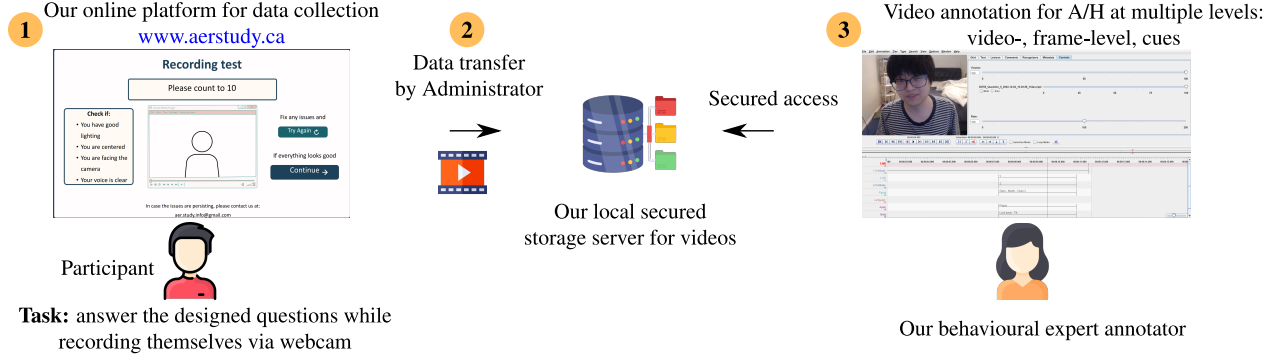 1
Our online platform for data collection
www.aerstudy.ca
Recording test
Please count to 10
Check if:
• You have good
lighting
• You are centered
• You are facing the
camera
• Your voice is clear
Fix any issues and
Try Again
If everything looks good
Continue →
In case the issues are persisting, please contact us at:
aer.study.info@gmail.com
Participant
Task: answer the designed questions while
recording themselves via webcam
2
Data transfer
by Administrator
Our local secured
storage server for videos
Secured access
3
Video annotation for A/H at multiple levels:
video-, frame-level, cues
Our behavioural expert annotator